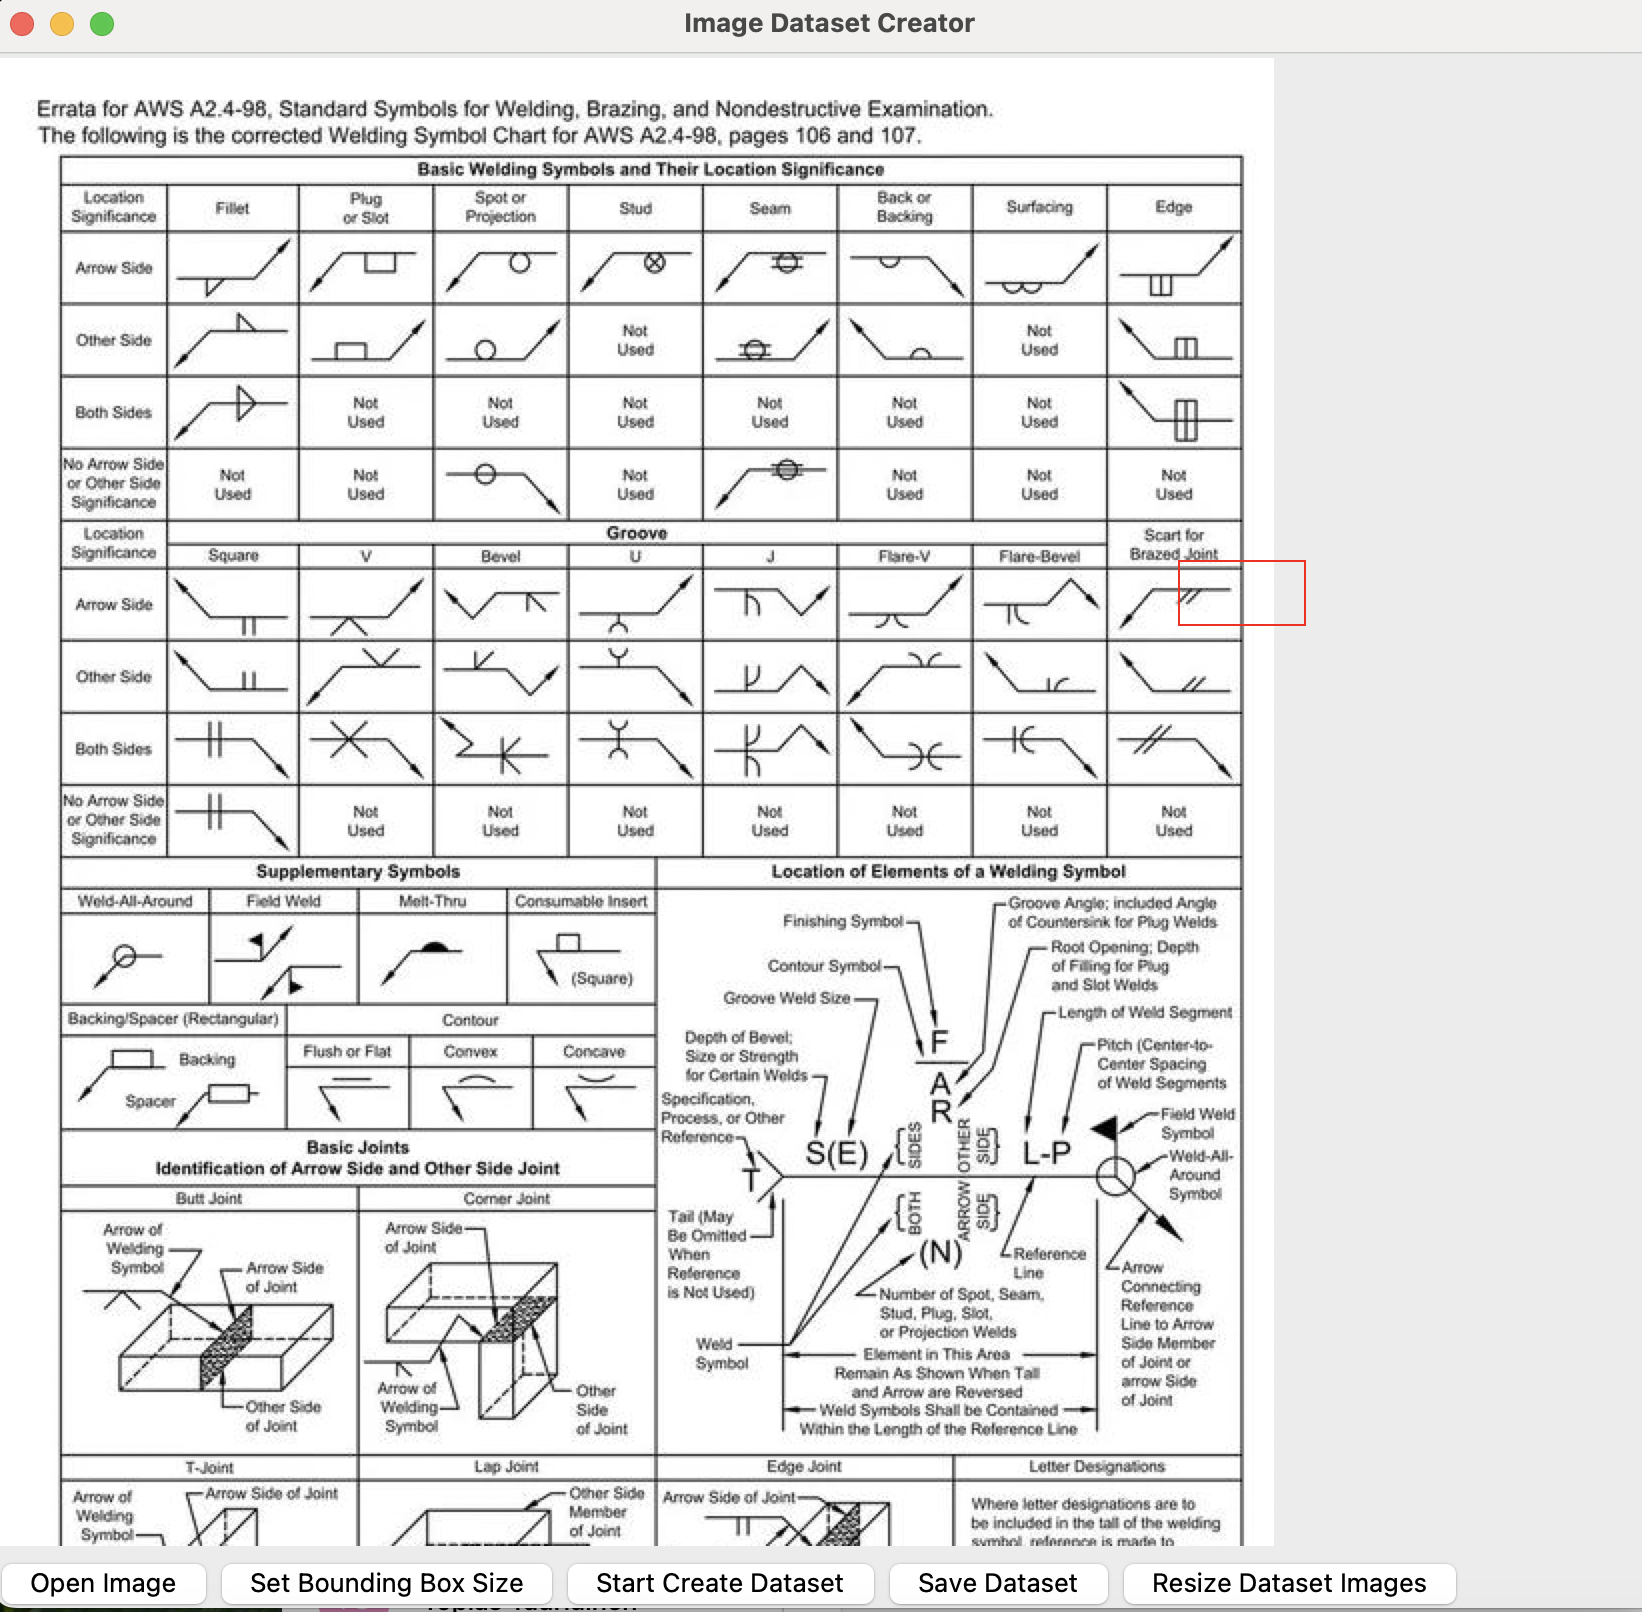 Image Dataset Creator
Errata for AWS A2.4-98, Standard Symbols for Welding, Brazing, and Nondestructive Examination.
The following is the corrected Welding Symbol Chart for AWS A2.4-98, pages 106 and 107.
Basic Welding Symbols and Their Location Significance
Location
Significance
Fillet
Plug
or Slot
Spot or
Projection
Stud
Seam
Back or
Backing
Surfacing
Edge
Arrow Side
Other Side
Not
Used
Not
Used
Both Sides
Not
Used
Not
Used
Not
Used
Not
Used
Not
Used
Not
Used
No Arrow Side
or Other Side
Significance
Not
Used
Not
Used
Not
Used
Not
Used
Not
Used
Not
Used
Location
Significance
Groove
Scart for
Brazed Joint
Square
V
Bevel
U
J
Flare-V
Flare-Bevel
Arrow Side
Other Side
Both Sides
No Arrow Side
or Other Side
Significance
Not
Used
Not
Used
Not
Used
Not
Used
Not
Used
Not
Used
Not
Used
Supplementary Symbols
Weld-All-Around
Field Weld
Melt-Thru
Consumable Insert
(Square)
Backing/Spacer (Rectangular)
Contour
Backing
Spacer
Flush or Flat
Convex
Concave
Location of Elements of a Welding Symbol
Finishing Symbol
Contour Symbol
Groove Weld Size
Depth of Bevel;
Size or Strength
for Certain Welds
Specification,
Process, or Other
Reference
Groove Angle; included Angle
of Countersink for Plug Welds
Root Opening; Depth
of Filling for Plug
and Slot Welds
Length of Weld Segment
Pitch (Center-to-
Center Spacing
of Weld Segments
Field Weld
Symbol
Weld-All-
Around
Symbol
F
A
R
S(E)
L-P
T
(N)
SIDES
OTHER
SIDE
BOTH
ARROW
SIDE
Tail (May
Be Omitted
When
Reference
is Not Used)
Reference
Line
Number of Spot, Seam,
Stud, Plug, Slot,
or Projection Welds
Arrow
Connecting
Reference
Line to Arrow
Side Member
of Joint or
arrow Side
of Joint
Weld
Symbol
Element in This Area
Remain As Shown When Tall
and Arrow are Reversed
Weld Symbols Shall be Contained
Within the Length of the Reference Line
Basic Joints
Identification of Arrow Side and Other Side Joint
Butt Joint
Arrow of
Welding
Symbol
Arrow Side
of Joint
Other Side
of Joint
Corner Joint
Arrow Side
of Joint
Arrow of
Welding
Symbol
Other
Side
of Joint
T-Joint
Arrow of
Welding
Symbol
Arrow Side of Joint
Lap Joint
Other Side
Member
of Joint
Edge Joint
Arrow Side of Joint
Letter Designations
Where letter designations are to
be included in the tall of the welding
symbol, reference is made to
Open Image
Set Bounding Box Size
Start Create Dataset
Save Dataset
Resize Dataset Images